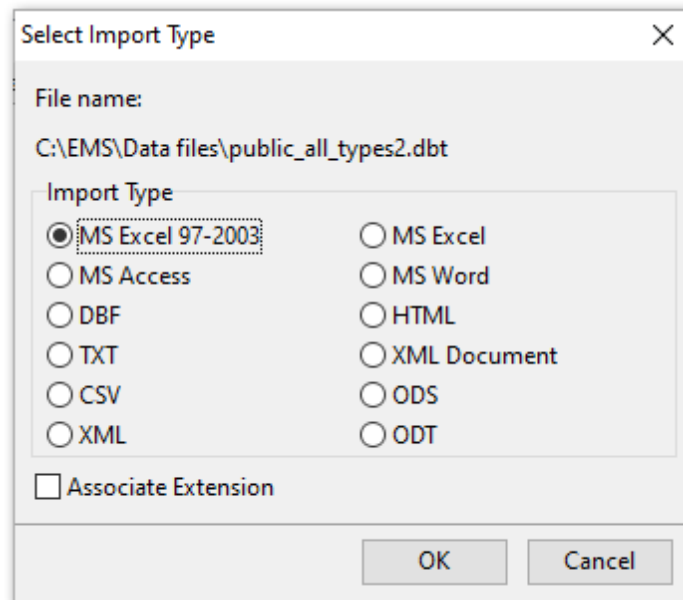 Select Import Type
File name:
C:\EMS\Data files\public_all_types2.dbt
Import Type
MS Excel 97-2003
MS Excel
MS Access
MS Word
DBF
HTML
TXT
XML Document
CSV
ODS
XML
ODT
Associate Extension
OK
Cancel